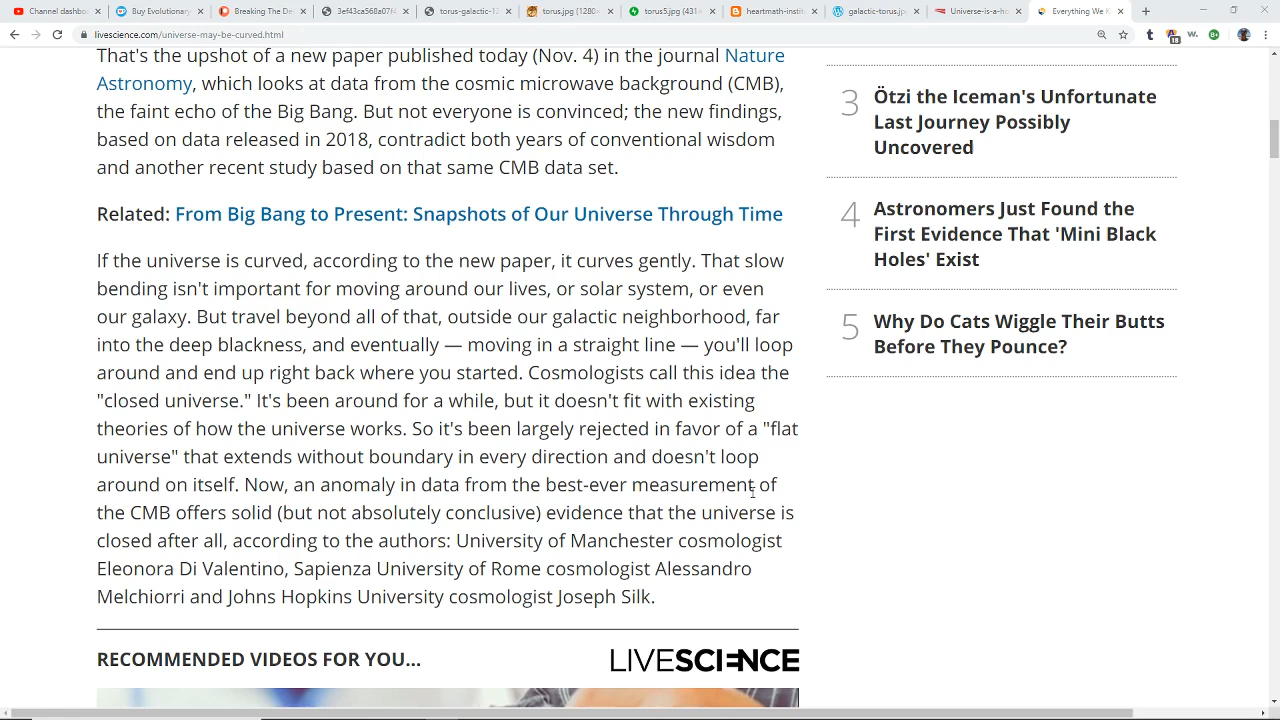 Channel dashbo
Buy Evolutionary
Breaking The De
3ef43ca568a07f4
torus-galactic-12
torus.jpg (1280×
torus5.jpg (431×
heartmath-instit
galactic-torus.jp
Universe-is-a-ho
Everything We K
livescience.com/universe-may-be-curved.html
That's the upshot of a new paper published today (Nov. 4) in the journal Nature
Astronomy, which looks at data from the cosmic microwave background (CMB),
the faint echo of the Big Bang. But not everyone is convinced; the new findings,
based on data released in 2018, contradict both years of conventional wisdom
and another recent study based on that same CMB data set.
Related: From Big Bang to Present: Snapshots of Our Universe Through Time
If the universe is curved, according to the new paper, it curves gently. That slow
bending isn't important for moving around our lives, or solar system, or even
our galaxy. But travel beyond all of that, outside our galactic neighborhood, far
into the deep blackness, and eventually — moving in a straight line — you'll loop
around and end up right back where you started. Cosmologists call this idea the
"closed universe." It's been around for a while, but it doesn't fit with existing
theories of how the universe works. So it's been largely rejected in favor of a "flat
universe" that extends without boundary in every direction and doesn't loop
around on itself. Now, an anomaly in data from the best-ever measurement of
the CMB offers solid (but not absolutely conclusive) evidence that the universe is
closed after all, according to the authors: University of Manchester cosmologist
Eleonora Di Valentino, Sapienza University of Rome cosmologist Alessandro
Melchiorri and Johns Hopkins University cosmologist Joseph Silk.
RECOMMENDED VIDEOS FOR YOU...
LIVESCIENCE
3
Ötzi the Iceman's Unfortunate
Last Journey Possibly
Uncovered
4
Astronomers Just Found the
First Evidence That 'Mini Black
Holes' Exist
5
Why Do Cats Wiggle Their Butts
Before They Pounce?